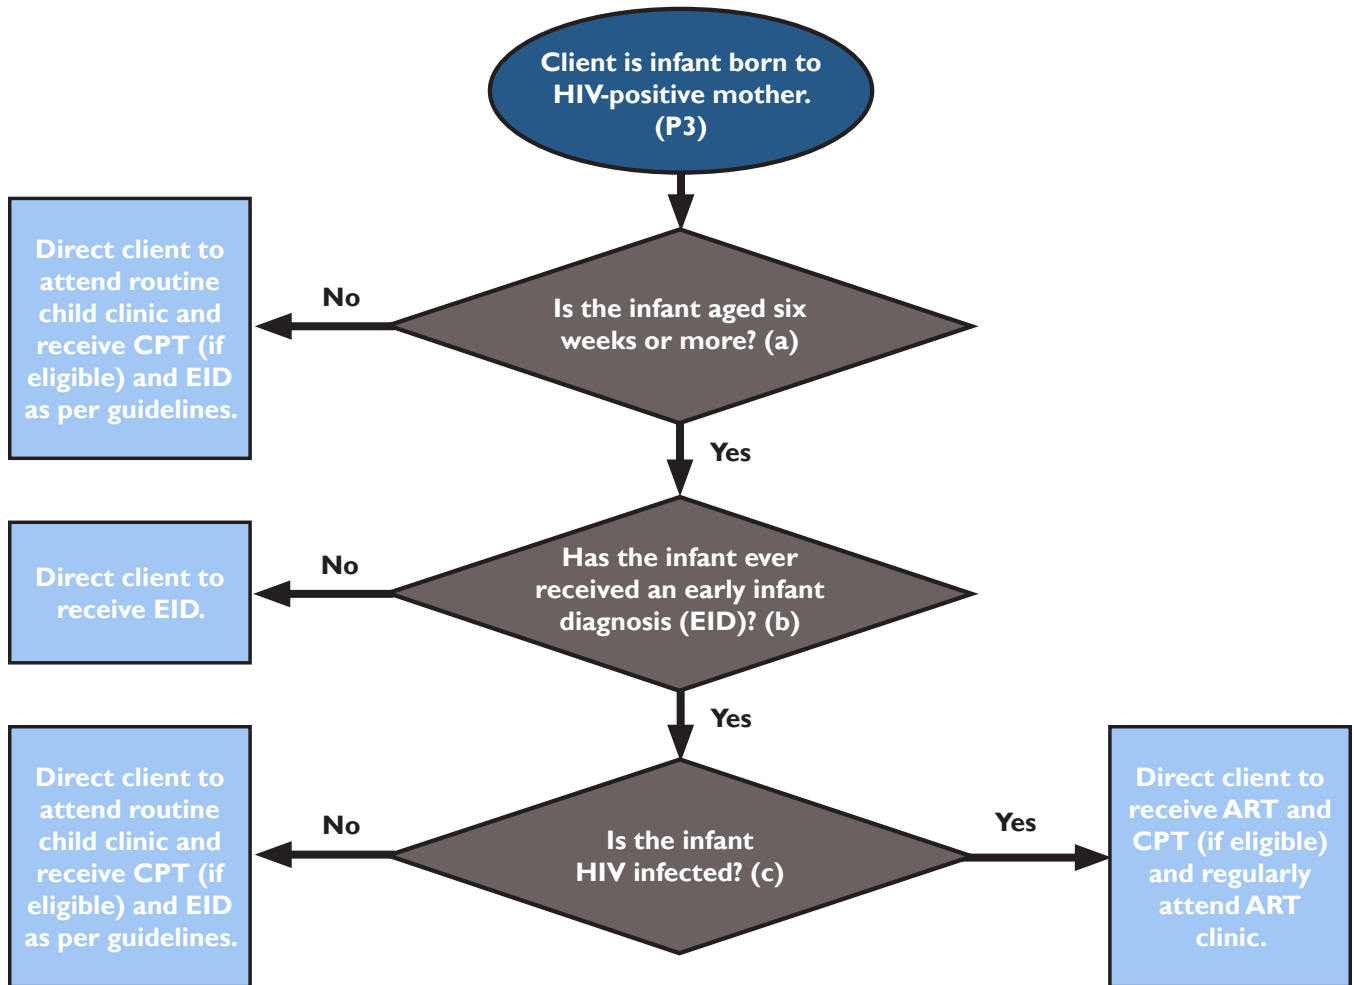 Client is infant born to
HIV-positive mother.
(P3)
Direct client to
attend routine
child clinic and
receive CPT (if
eligible) and EID
as per guidelines.
No
Is the infant aged six
weeks or more? (a)
Yes
Direct client to
receive EID.
No
Has the infant ever
received an early infant
diagnosis (EID)? (b)
Yes
Direct client to
attend routine
child clinic and
receive CPT (if
eligible) and EID
as per guidelines.
No
Is the infant
HIV infected? (c)
Yes
Direct client to
receive ART and
CPT (if eligible)
and regularly
attend ART
clinic.